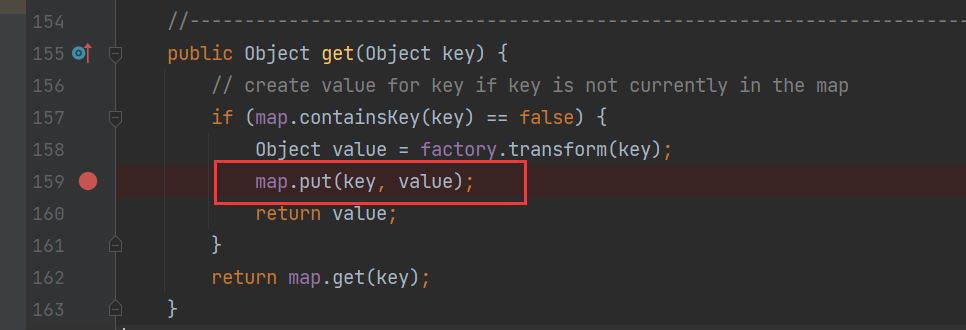 154 //------------------------------------------------------------------------
155 public Object get(Object key) {
156 // create value for key if key is not currently in the map
157 if (map.containsKey(key) == false) {
158 Object value = factory.transform(key);
159 map.put(key, value);
160 return value;
161 }
162 return map.get(key);
163 }